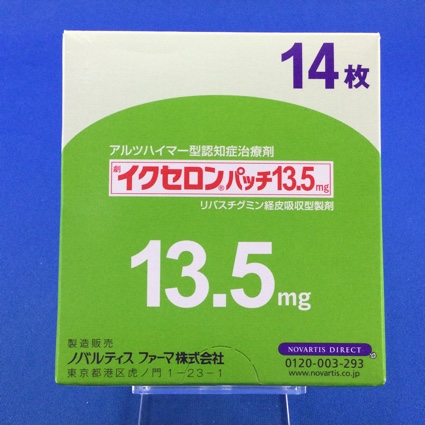 14枚
アルツハイマー型認知症治療剤
劇 イクセロン®パッチ13.5mg
リバスチグミン経皮吸収型製剤
13.5mg
製造販売
ノバルティス ファーマ株式会社
東京都港区虎ノ門 1-23-1
NOVARTIS DIRECT
0120-003-293
www.novartis.co.jp